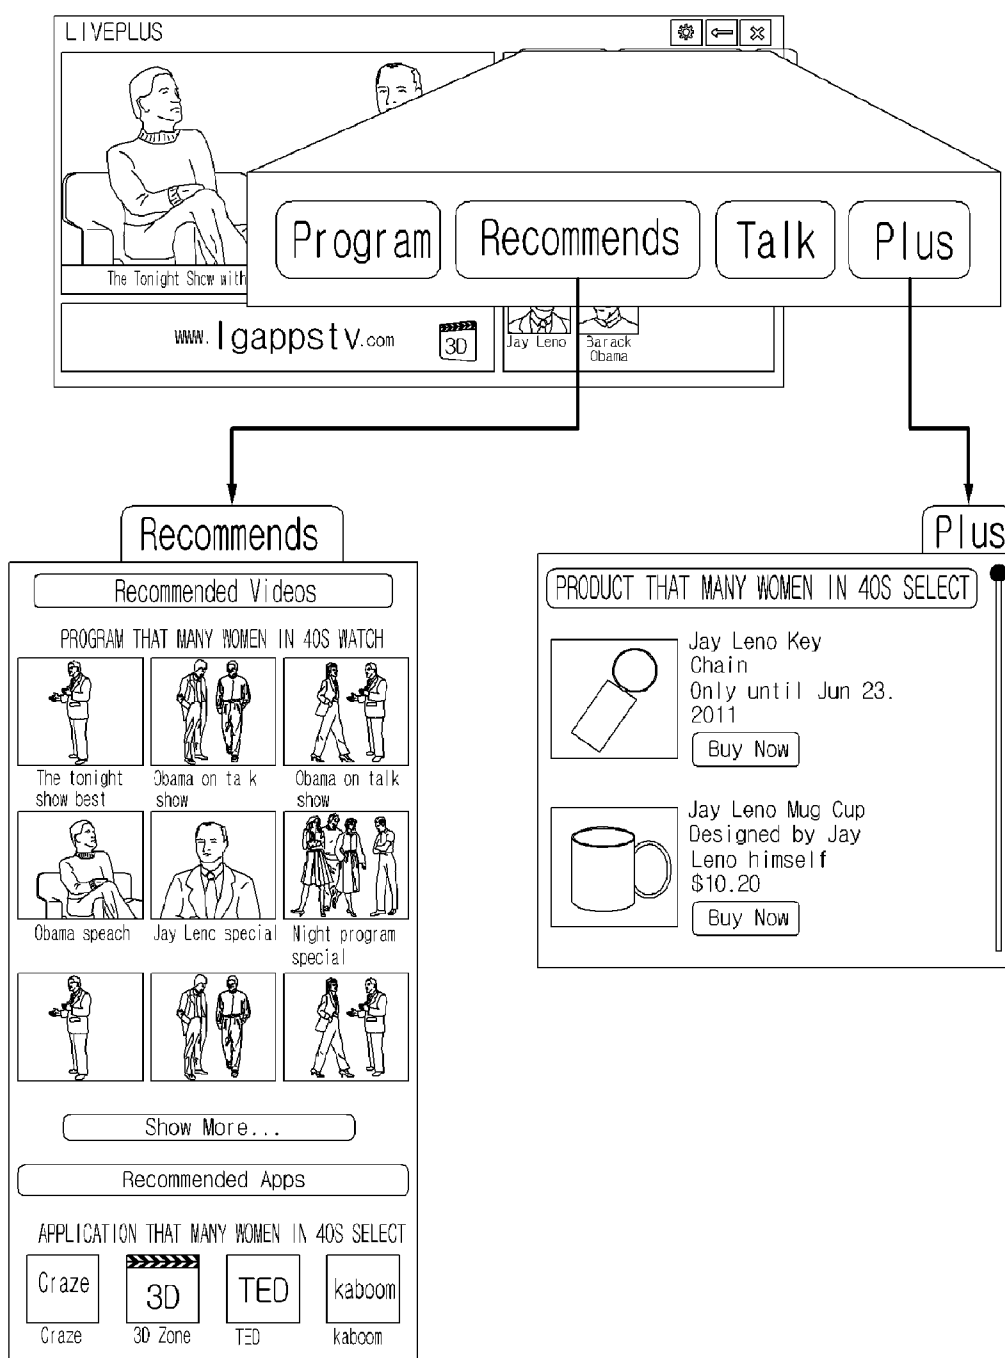 LIVEPLUS
Program
Recommends
Talk
Plus
The Tonight Show with
www.lgappstv.com
3D
Jay Leno
Barack
Obama
Recommends
Recommended Videos
PROGRAM THAT MANY WOMEN IN 40S WATCH
The tonight
show best
Obama on ta k
show
Obama on talk
show
Obama speach
Jay Leno special
Night program
special
Show More...
Recommended Apps
APPLICATION THAT MANY WOMEN IN 40S SELECT
Craze
3D
TED
kaboom
Craze
3D Zone
TED
kaboom
Plus
PRODUCT THAT MANY WOMEN IN 40S SELECT
Jay Leno Key
Chain
Only until Jun 23.
2011
Buy Now
Jay Leno Mug Cup
Designed by Jay
Leno himself
$10.20
Buy Now